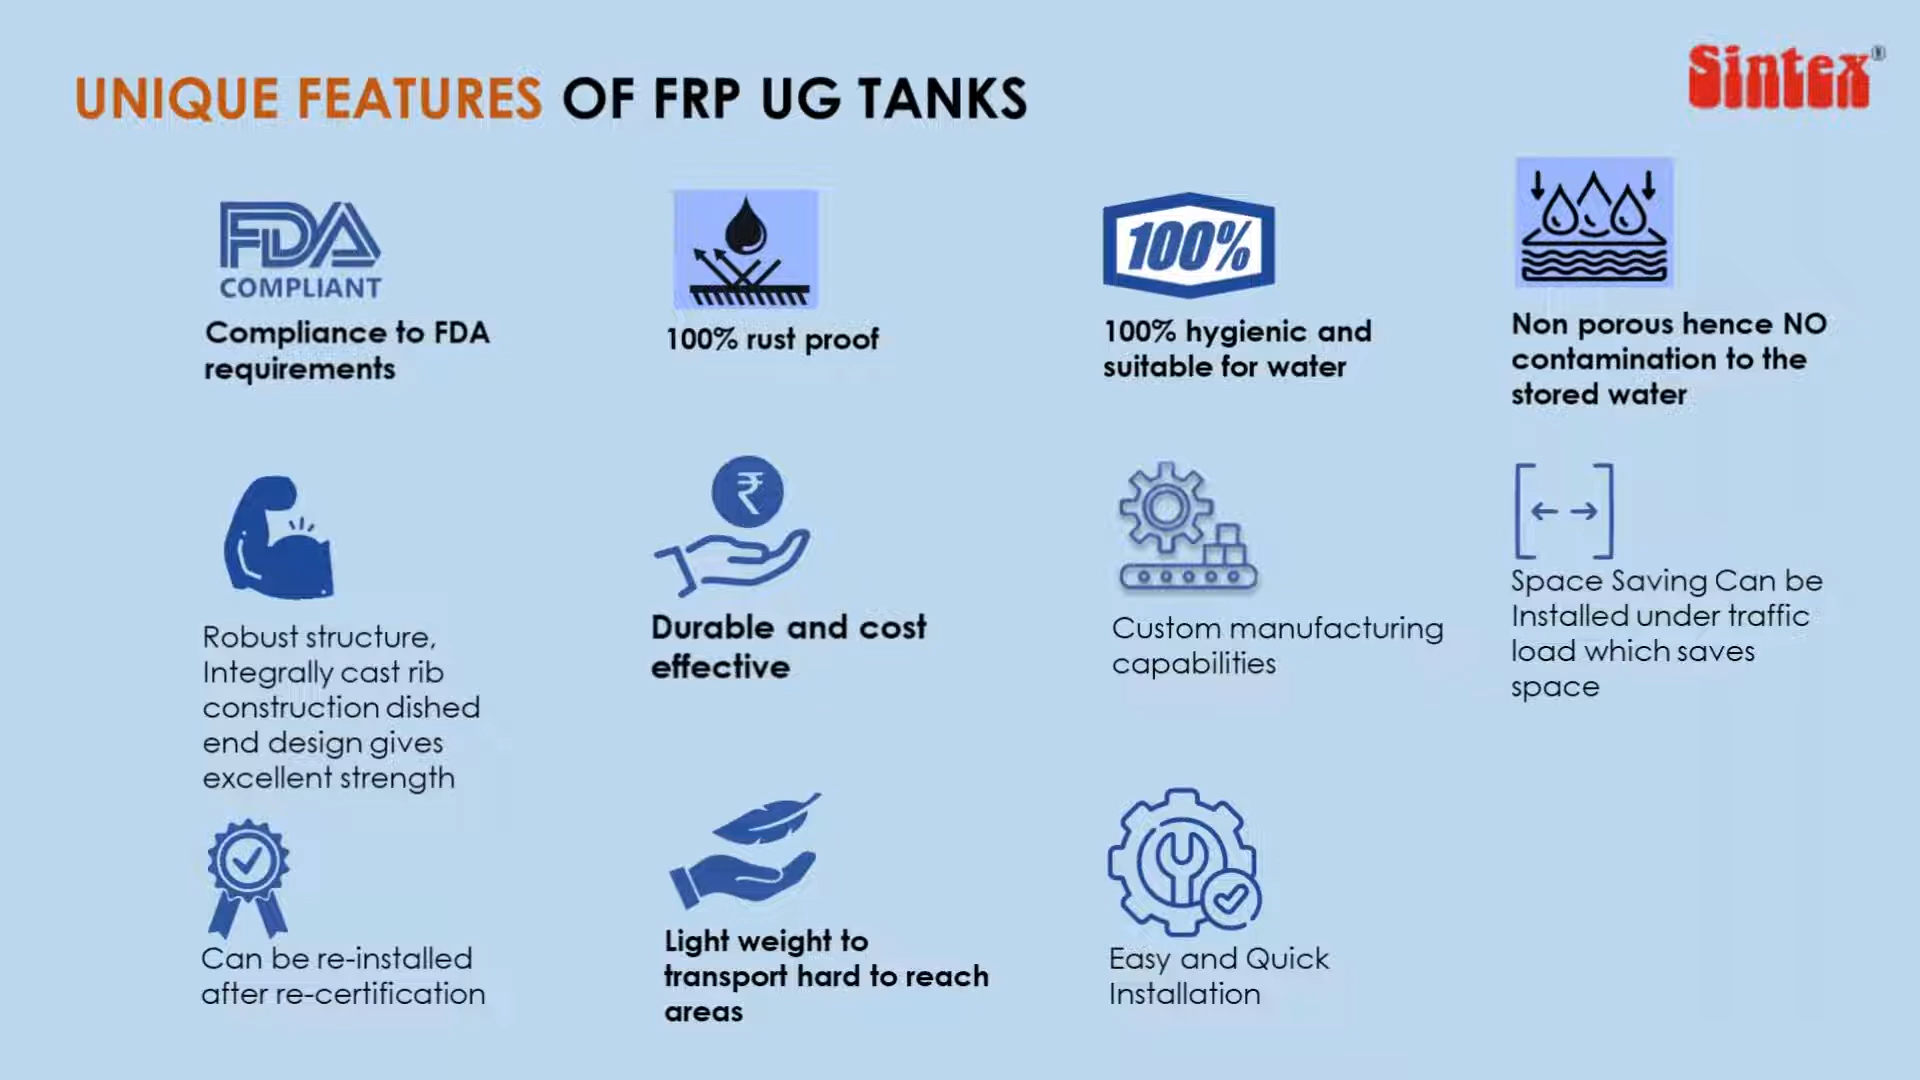 UNIQUE FEATURES OF FRP UG TANKS
Sintex®
FDA
COMPLIANT
Compliance to FDA
requirements
100% rust proof
100%
100% hygienic and
suitable for water
Non porous hence NO
contamination to the
stored water
Robust structure,
Integrally cast rib
construction dished
end design gives
excellent strength
₹
Durable and cost
effective
Custom manufacturing
capabilities
Space Saving Can be
Installed under traffic
load which saves
space
Can be re-installed
after re-certification
Light weight to
transport hard to reach
areas
Easy and Quick
Installation